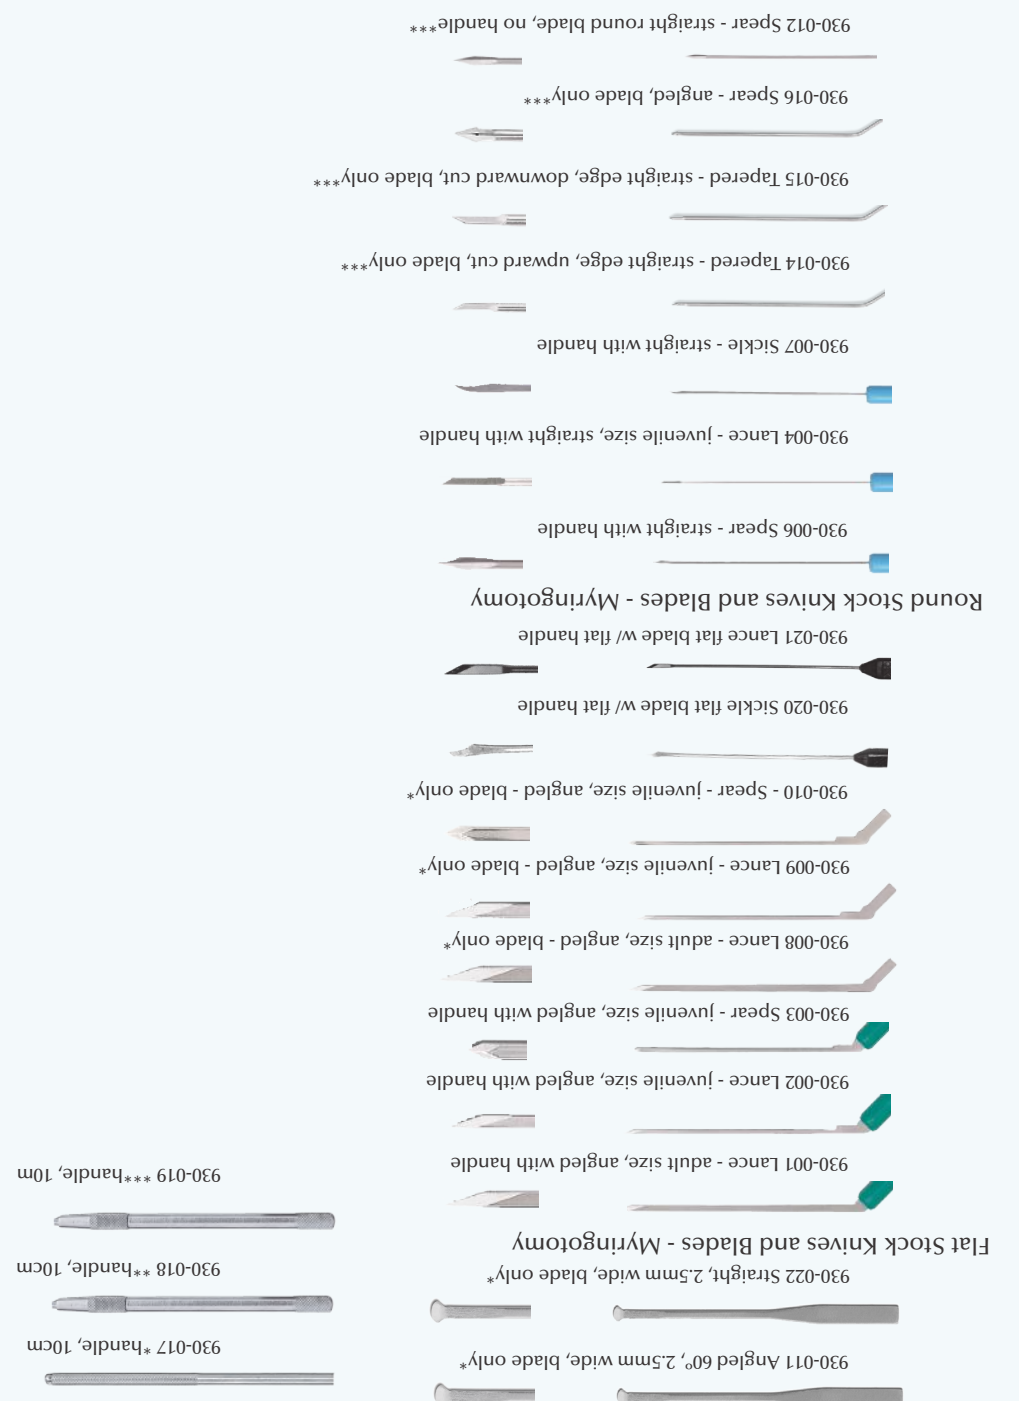 930-011 Angled 60º, 2.5mm wide, blade only*
930-022 Straight, 2.5mm wide, blade only*
Flat Stock Knives and Blades - Myringotomy
930-001 Lance - adult size, angled with handle
930-002 Lance - juvenile size, angled with handle
930-003 Spear - juvenile size, angled with handle
930-008 Lance - adult size, angled - blade only*
930-009 Lance - juvenile size, angled - blade only*
930-010 - Spear - juvenile size, angled - blade only*
930-020 Sickle flat blade w/ flat handle
930-021 Lance flat blade w/ flat handle
Round Stock Knives and Blades - Myringotomy
930-006 Spear - straight with handle
930-004 Lance - juvenile size, straight with handle
930-007 Sickle - straight with handle
930-014 Tapered - straight edge, upward cut, blade only***
930-015 Tapered - straight edge, downward cut, blade only***
930-016 Spear - angled, blade only***
930-012 Spear - straight round blade, no handle***
930-017 *handle, 10cm
930-018 **handle, 10cm
930-019 ***handle, 10m